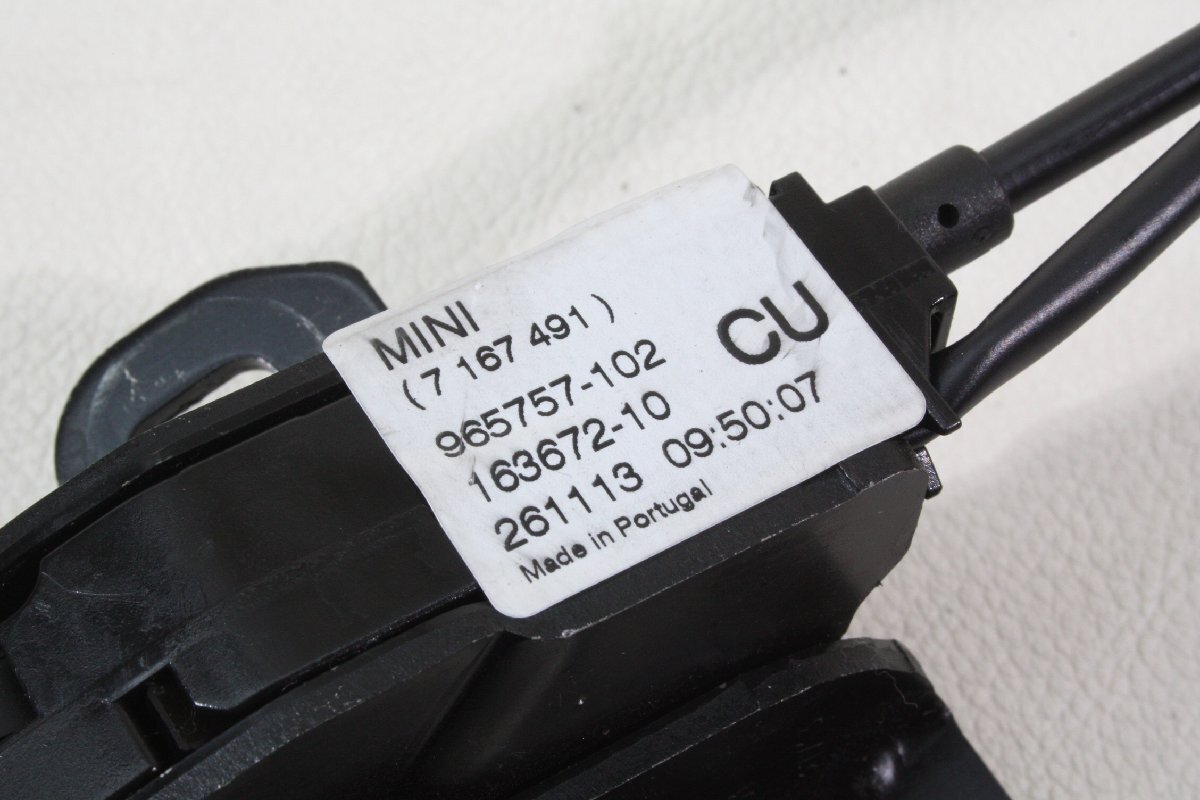 MINI
(7 167 491)
965757-102 CU
163672-10
261113 09:50:07
Made in Portugal